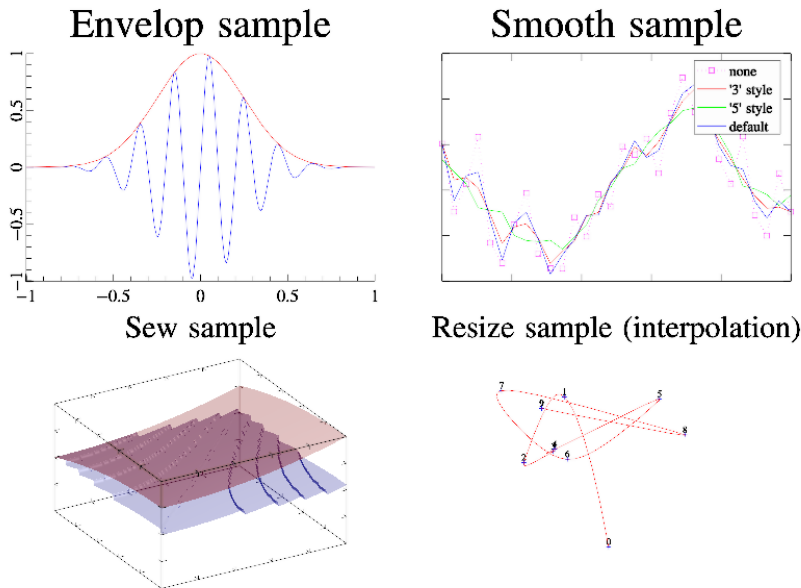 Envelop sample
Smooth sample
1
0.5
0
−0.5
−1
−1
−0.5
0
0.5
1
none
'3' style
'5' style
default
Sew sample
Resize sample (interpolation)
7
1
5
9
8
4
2
6
0